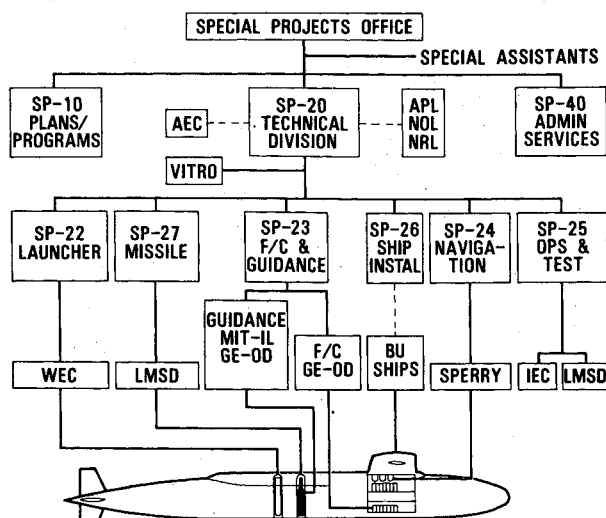 SPECIAL PROJECTS OFFICE
SPECIAL ASSISTANTS
SP-10
PLANS/
PROGRAMS
AEC
SP-20
TECHNICAL
DIVISION
APL
NOL
NRL
SP-40
ADMIN
SERVICES
VITRO
SP-22
LAUNCHER
SP-27
MISSILE
SP-23
F/C &
GUIDANCE
SP-26
SHIP
INSTAL
SP-24
NAVIGA-
TION
SP-25
OPS &
TEST
GUIDANCE
MIT-IL
GE-OD
F/C
GE-OD
BU
SHIPS
WEC
LMSD
SPERRY
IEC
LMSD